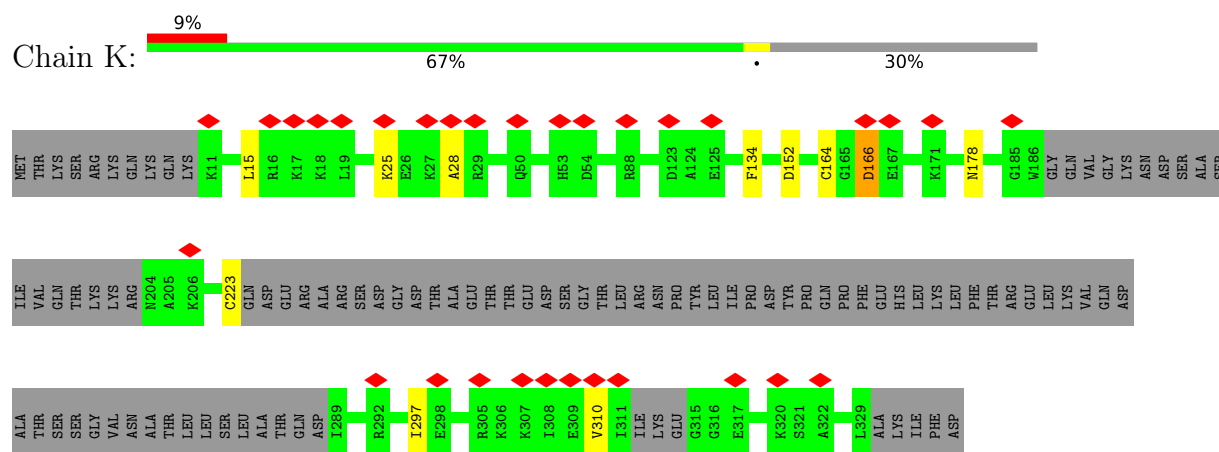 9%
Chain K:
67% • 30%
MET THR LYS SER ARG LYS GLN LYS GLN LYS K11 L15 R16 K17 K18 L19 K25 E26 K27 A28 R29 Q50 H53 D54 R88 D123 A124 E125 F134 D152 C164 G165 D166 E167 K171 N178 G185 W186 GLY GLN VAL GLY LYS ASN ASP SER ALA SER
ILE VAL GLN THR LYS LYS ARG N204 A205 K206 C223 GLN ASP GLU ARG ALA ARG SER ASP GLY ASP THR ALA GLU THR THR GLU ASP SER GLY THR LEU ARG ASN PRO TYR LEU ILE PRO ASP TYR PRO GLN PRO PHE GLU HIS LEU LYS LEU PHE THR ARG GLU LEU LYS VAL GLN ASP
ALA THR SER SER GLY VAL ASN ALA THR LEU LEU SER LEU ALA THR GLN ASP I289 R292 I297 E298 R305 K306 K307 I308 E309 V310 I311 ILE LYS GLU G315 G316 E317 K320 S321 A322 L329 ALA LYS ILE PHE ASP